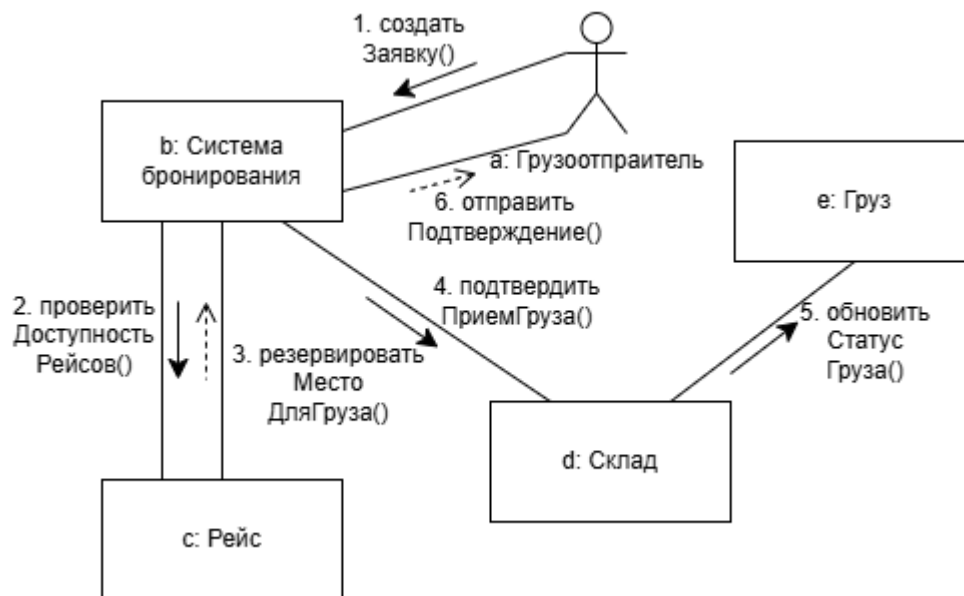 1. создать
Заявку()
b: Система
бронирования
a: Грузоотпраитель
6. отправить
Подтверждение()
e: Груз
2. проверить
Доступность
Рейсов()
3. резервировать
Место
ДляГруза()
4. подтвердить
ПриемГруза()
5. обновить
Статус
Груза()
d: Склад
c: Рейс